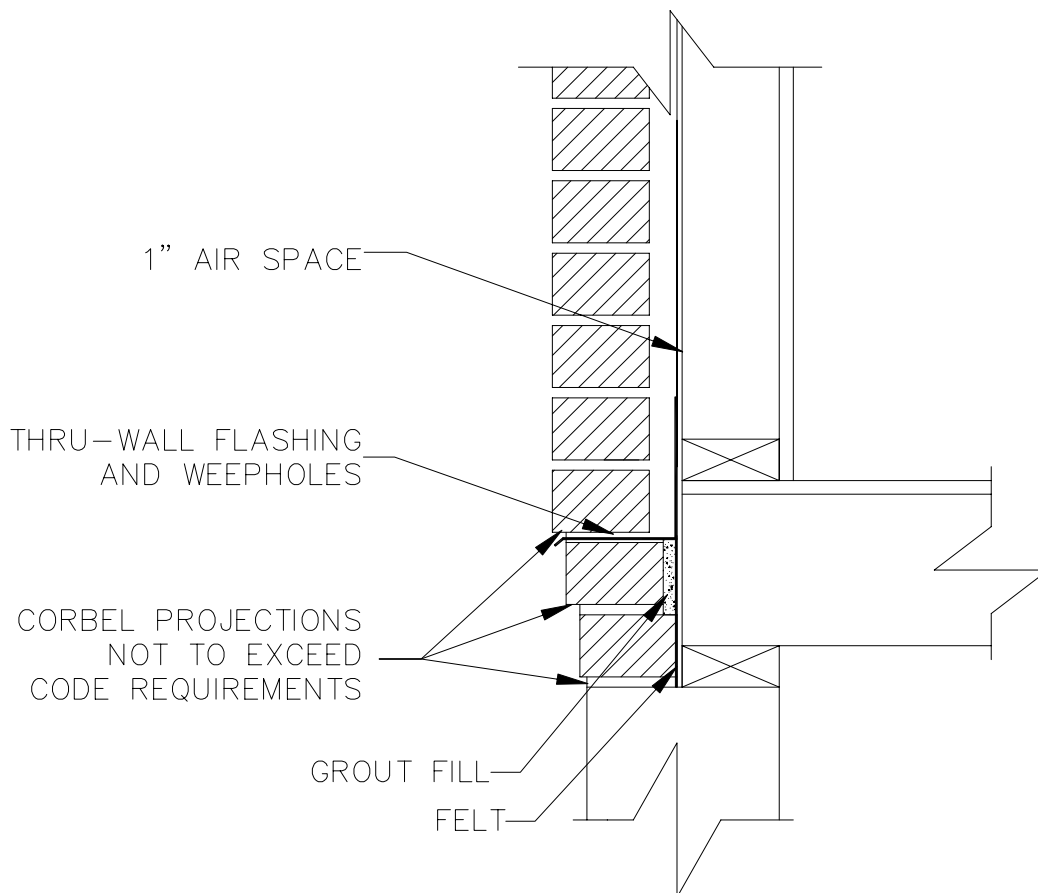 1” AIR SPACE
THRU-WALL FLASHING
AND WEEPHOLES
CORBEL PROJECTIONS
NOT TO EXCEED
CODE REQUIREMENTS
GROUT FILL
FELT